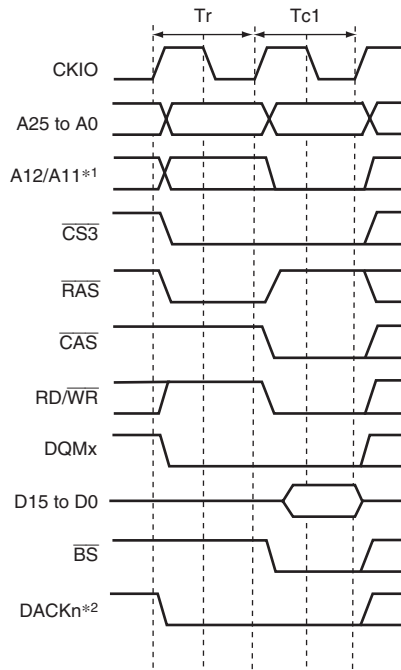 Tr Tc1
CKIO
A25 to A0
A12/A11*1
CS3
RAS
CAS
RD/WR
DQMx
D15 to D0
BS
DACKn*2